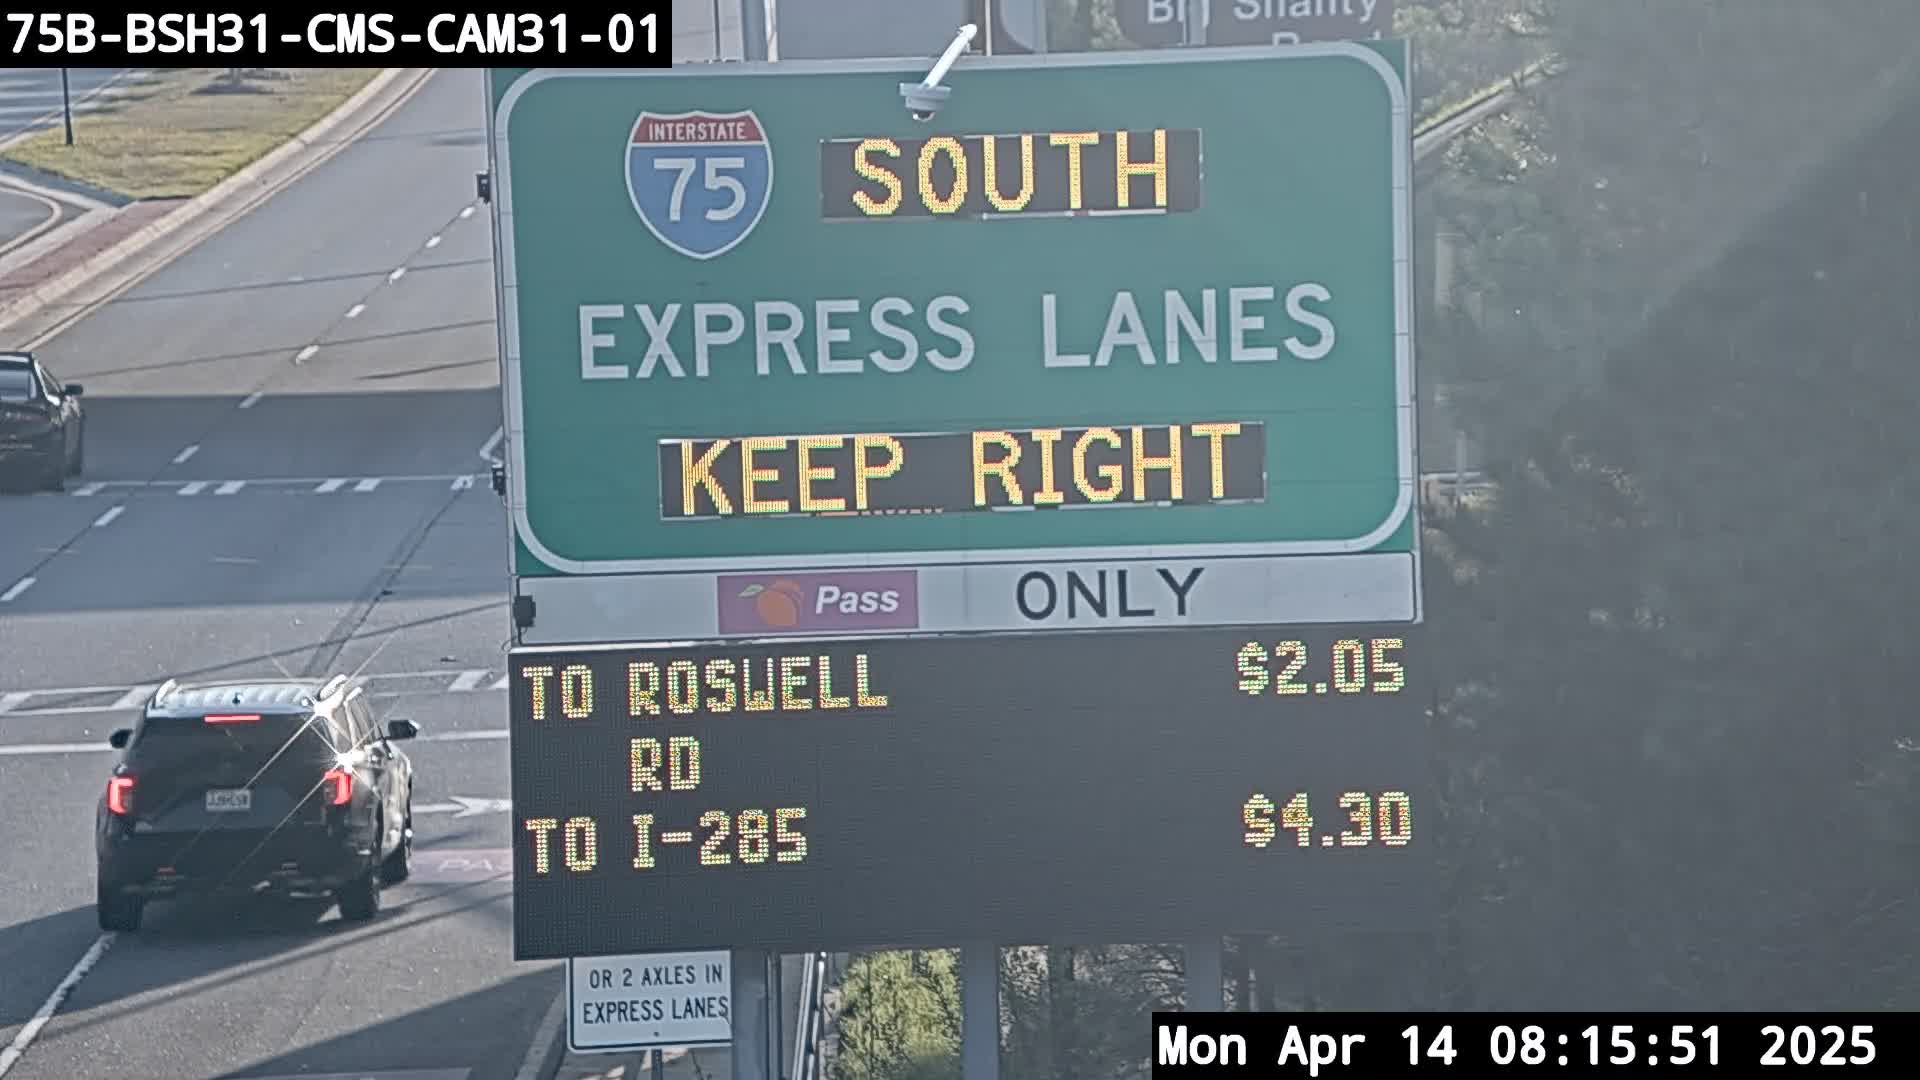 75B-BSH31-CMS-CAM31-01
Shanty
INTERSTATE
75
SOUTH
EXPRESS LANES
KEEP RIGHT
Pass ONLY
TO ROSWELL $2.05
RD
TO I-285 $4.30
OR 2 AXLES IN
EXPRESS LANES
Mon Apr 14 08:15:51 2025